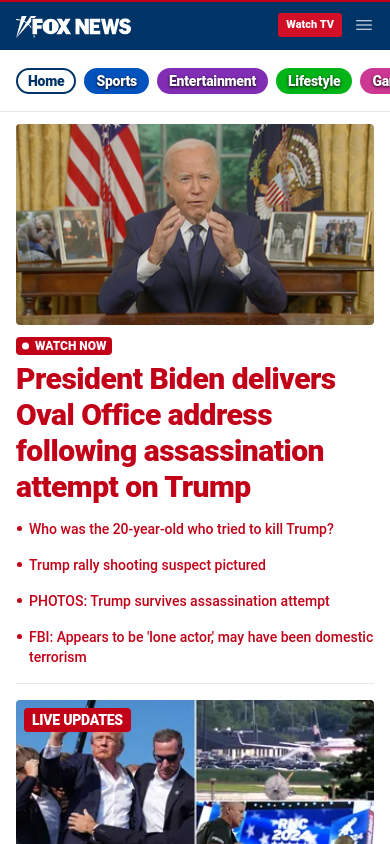 FOX NEWS
Watch TV
Home
Sports
Entertainment
Lifestyle
WATCH NOW
President Biden delivers
Oval Office address
following assassination
attempt on Trump
• Who was the 20-year-old who tried to kill Trump?
• Trump rally shooting suspect pictured
• PHOTOS: Trump survives assassination attempt
• FBI: Appears to be 'lone actor,' may have been domestic
terrorism
LIVE UPDATES
RNC
2024